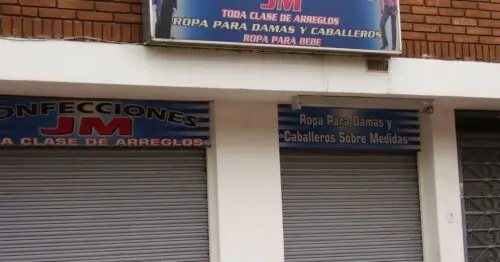 JM
TODA CLASE DE ARREGLOS
ROPA PARA DAMAS Y CABALLEROS
ROPA PARA BEBE
ONFECCIONES
JM
A CLASE DE ARREGLOS
Ropa Para Damas y
Caballeros Sobre Medidas